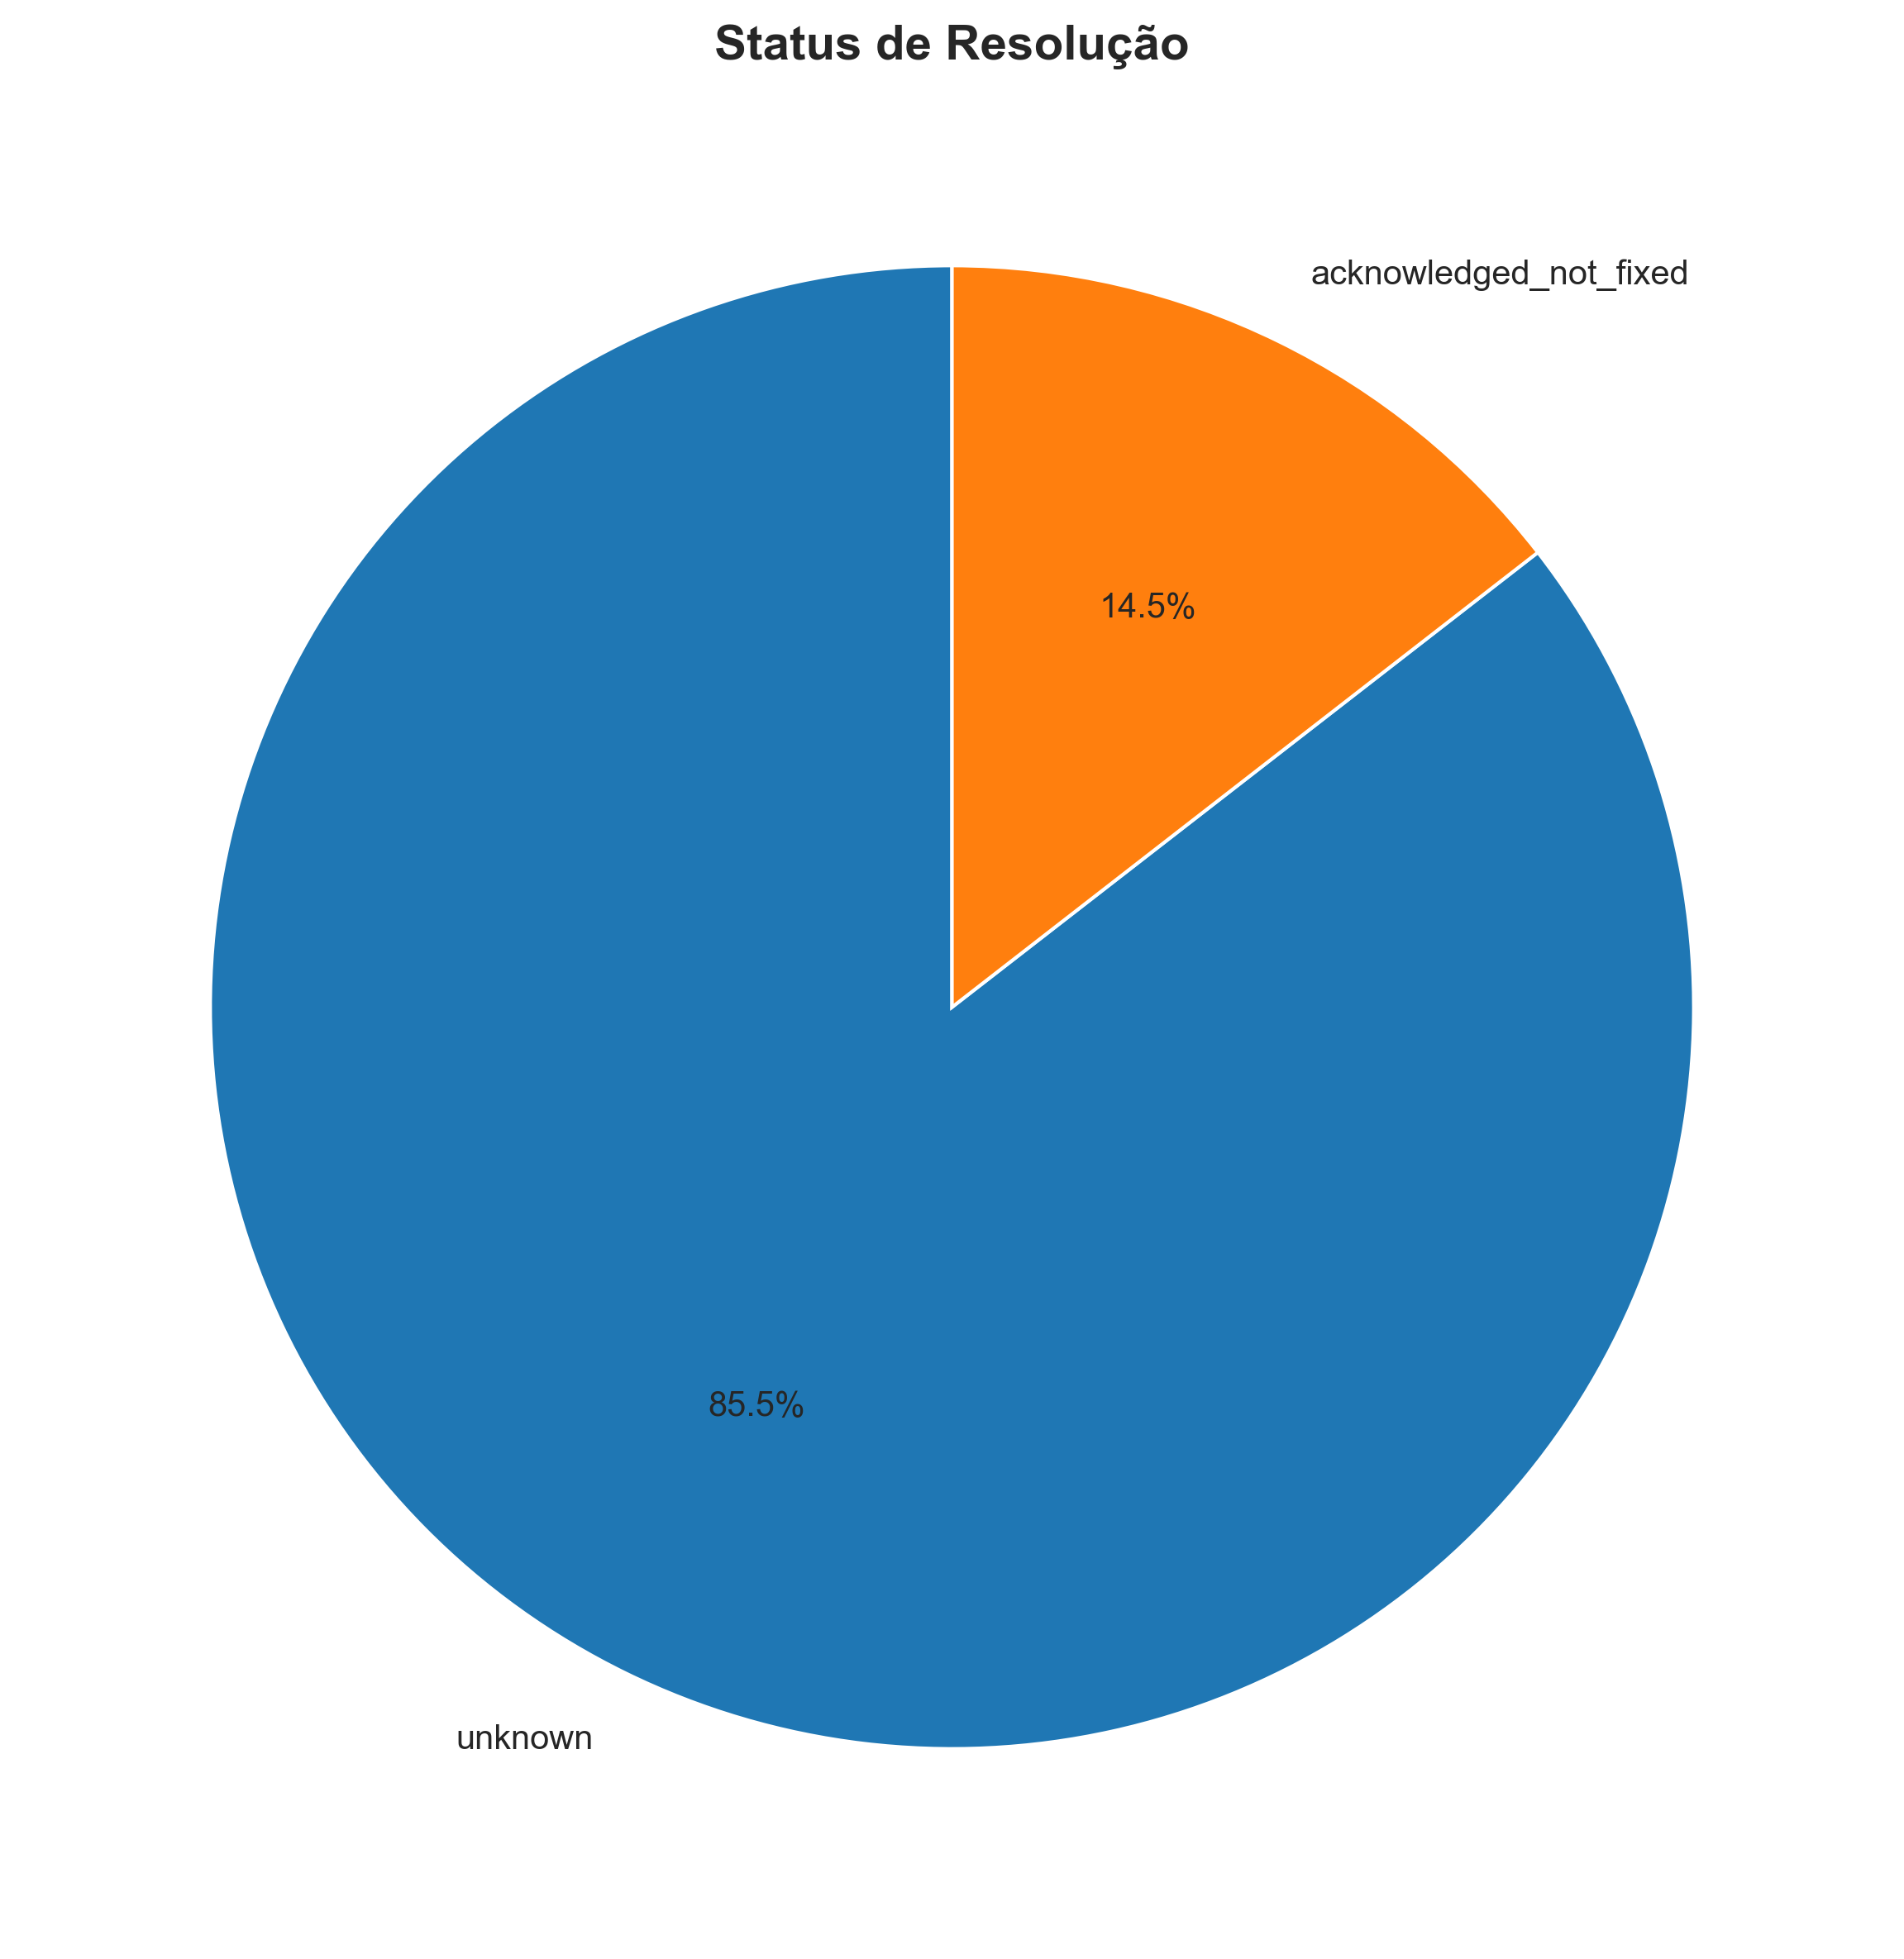 Status de Resolução
acknowledged_not_fixed
14.5%
85.5%
unknown